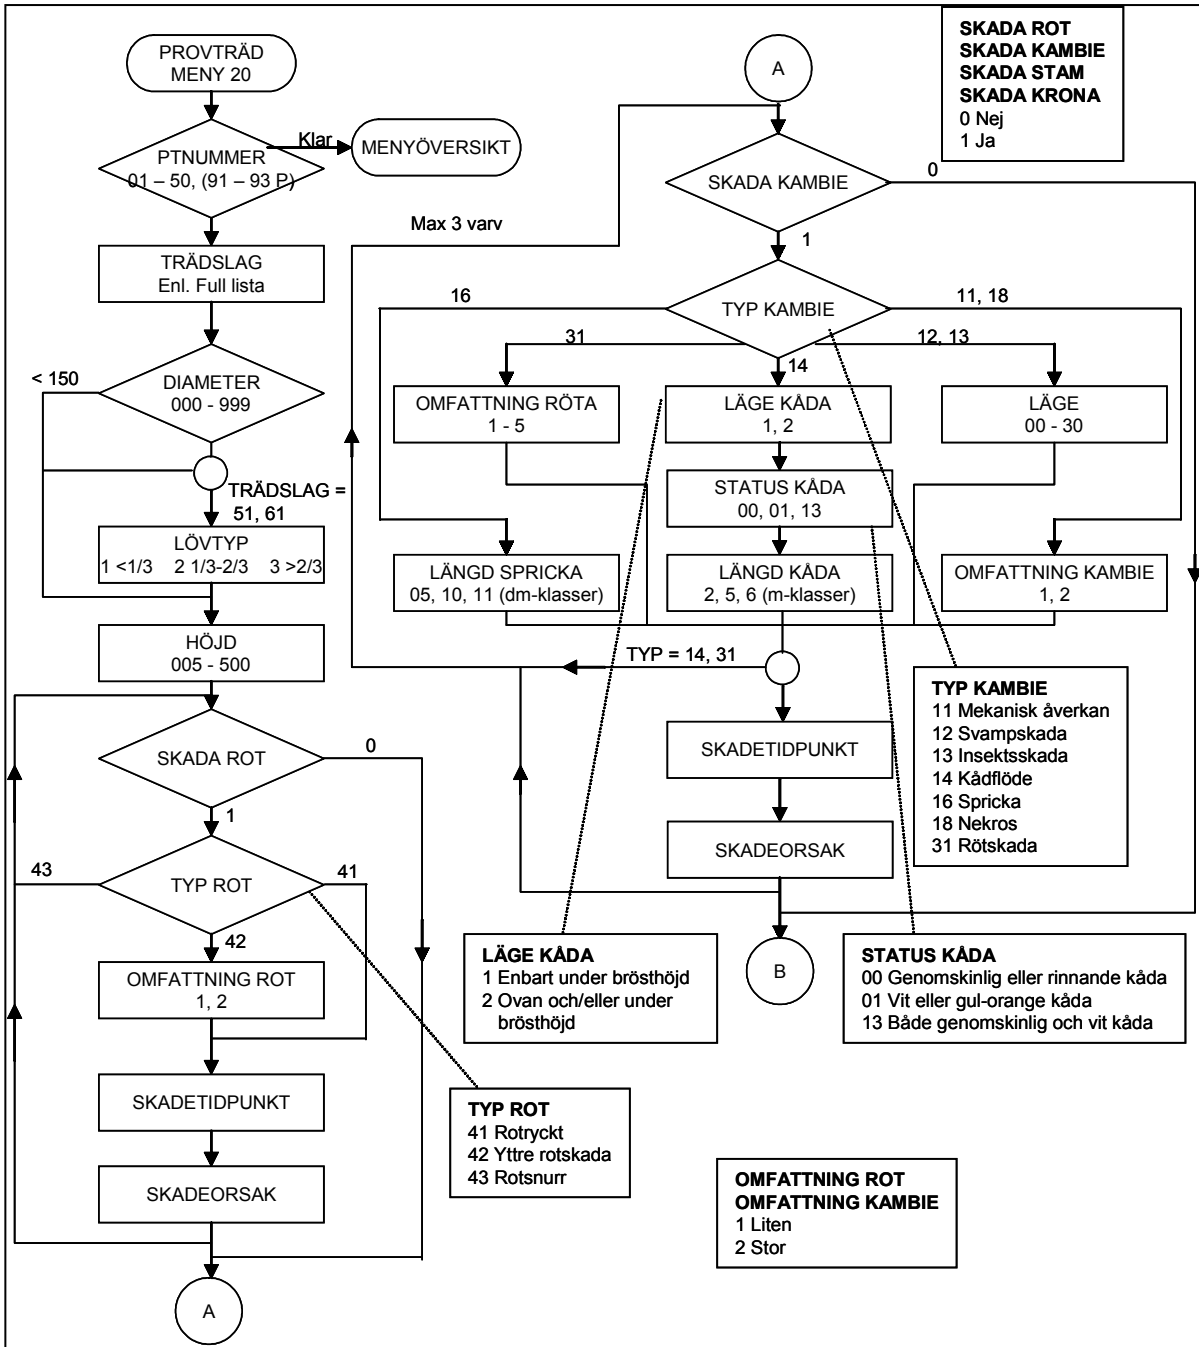 PROVTRÄD
MENY 20
Klar
MENYÖVERSIKT
PTNUMMER
01 – 50, (91 – 93 P)
TRÄDSLAG
Enl. Full lista
< 150
DIAMETER
000 - 999
TRÄDSLAG =
51, 61
LÖVTYP
1 <1/3 2 1/3-2/3 3 >2/3
HÖJD
005 - 500
SKADA ROT
0
1
43
TYP ROT
41
42
OMFATTNING ROT
1, 2
SKADETIDPUNKT
SKADEORSAK
A
A
SKADA KAMBIE
0
Max 3 varv
1
16
TYP KAMBIE
11, 18
31
12, 13
14
OMFATTNING RÖTA
1 - 5
LÄGE KÅDA
1, 2
LÄGE
00 - 30
STATUS KÅDA
00, 01, 13
LÄNGD SPRICKA
05, 10, 11 (dm-klasser)
LÄNGD KÅDA
2, 5, 6 (m-klasser)
OMFATTNING KAMBIE
1, 2
TYP = 14, 31
SKADETIDPUNKT
SKADEORSAK
B
SKADA ROT
SKADA KAMBIE
SKADA STAM
SKADA KRONA
0 Nej
1 Ja
TYP KAMBIE
11 Mekanisk åverkan
12 Svampskada
13 Insektsskada
14 Kådflöde
16 Spricka
18 Nekros
31 Rötskada
LÄGE KÅDA
1 Enbart under brösthöjd
2 Ovan och/eller under
brösthöjd
STATUS KÅDA
00 Genomskinlig eller rinnande kåda
01 Vit eller gul-orange kåda
13 Både genomskinlig och vit kåda
TYP ROT
41 Rotryckt
42 Yttre rotskada
43 Rotsnurr
OMFATTNING ROT
OMFATTNING KAMBIE
1 Liten
2 Stor